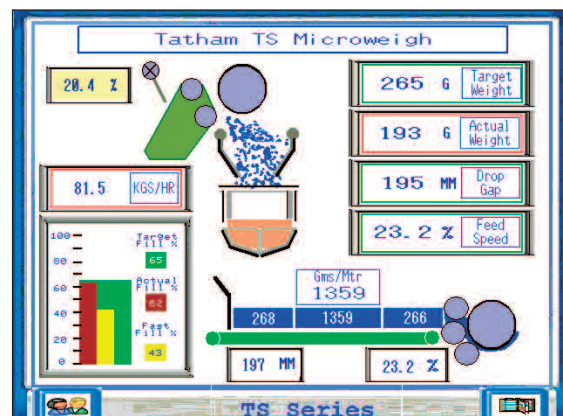 Tatham TS Microweigh
20.4 %
265 G Target Weight
193 G Actual Weight
81.5 KGS/HR
195 MM Drop Gap
23.2 % Feed Speed
100
80
60
40
20
0
Target Fill %
65
Actual Fill %
62
Fast Fill %
43
Gms/Mtr
1359
268 1359 266
197 MM
23.2 %
TS Series